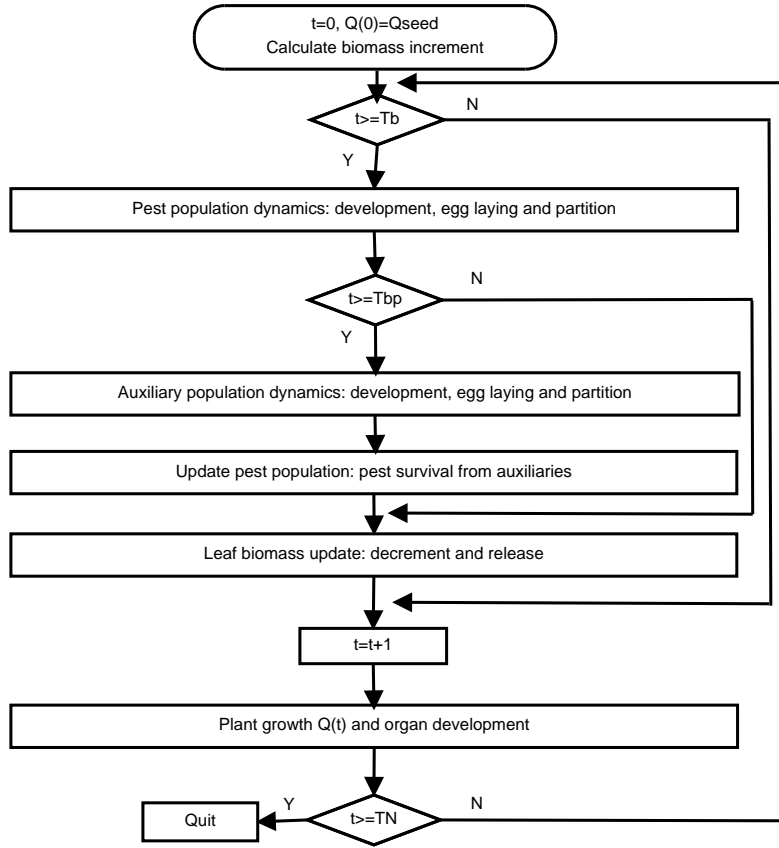 t=0, Q(0)=Qseed
Calculate biomass increment
t>=Tb
N
Y
Pest population dynamics: development, egg laying and partition
t>=Tbp
N
Y
Auxiliary population dynamics: development, egg laying and partition
Update pest population: pest survival from auxiliaries
Leaf biomass update: decrement and release
t=t+1
Plant growth Q(t) and organ development
Quit
Y
t>=TN
N